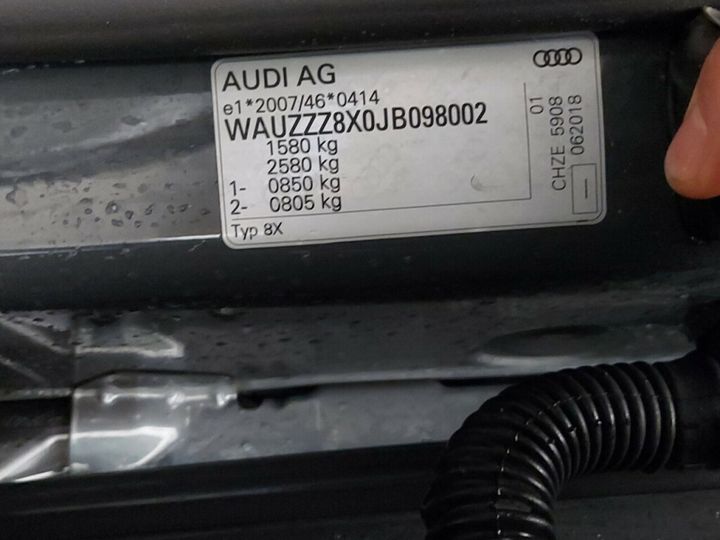 AUDI AG
e1*2007/46*0414
WAUZZZ8X0JB098002
1580 kg
2580 kg
1- 0850 kg
2- 0805 kg
Typ 8X
01
CHZE 5908
062018
—